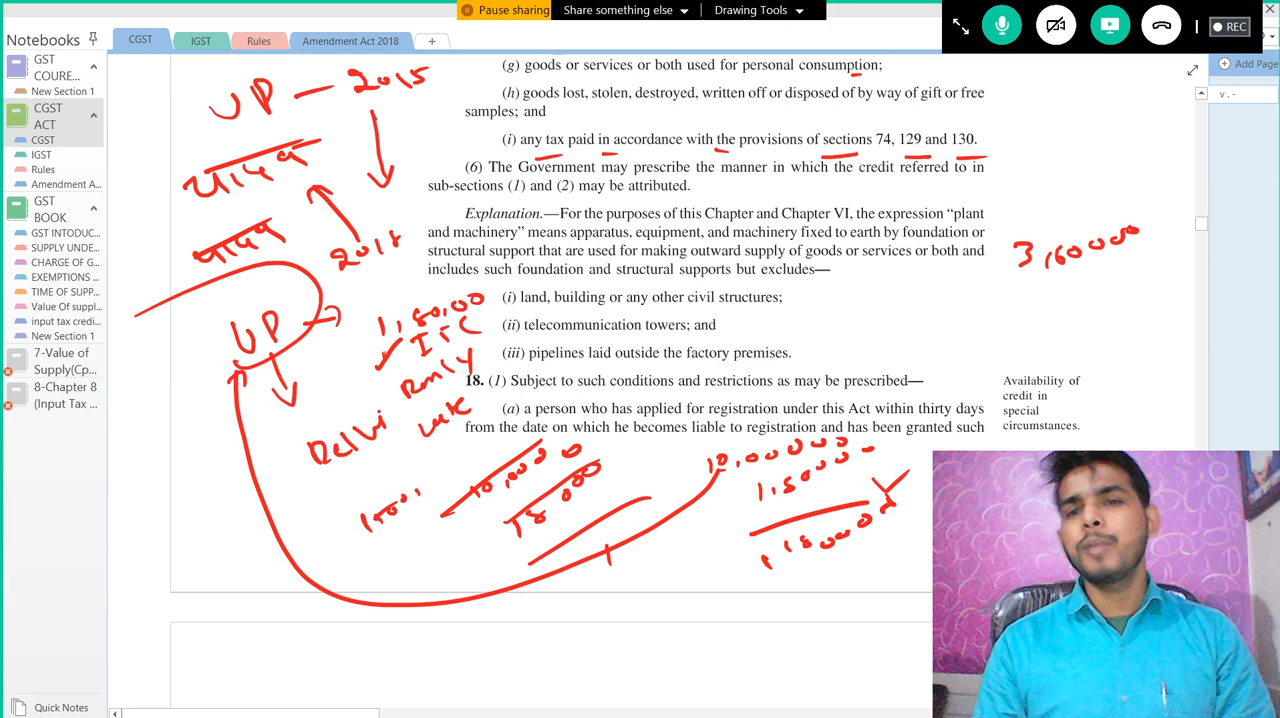 Pause sharing
Share something else
Drawing Tools
REC
Notebooks
CGST
IGST
Rules
Amendment Act 2018
+
Add Page
v . -
GST
COURE...
New Section 1
CGST
ACT
CGST
IGST
Rules
Amendment A...
GST
BOOK
GST INTRODUC...
SUPPLY UNDE...
CHARGE OF G...
EXEMPTIONS ...
TIME OF SUPP...
Value Of suppl...
input tax credi...
New Section 1
7-Value of
Supply(Cp...
8-Chapter 8
(Input Tax ...
Quick Notes
(g) goods or services or both used for personal consumption;
(h) goods lost, stolen, destroyed, written off or disposed of by way of gift or free
samples; and
(i) any tax paid in accordance with the provisions of sections 74, 129 and 130.
(6) The Government may prescribe the manner in which the credit referred to in
sub-sections (1) and (2) may be attributed.
Explanation.—For the purposes of this Chapter and Chapter VI, the expression “plant
and machinery” means apparatus, equipment, and machinery fixed to earth by foundation or
structural support that are used for making outward supply of goods or services or both and
includes such foundation and structural supports but excludes—
(i) land, building or any other civil structures;
(ii) telecommunication towers; and
(iii) pipelines laid outside the factory premises.
18. (1) Subject to such conditions and restrictions as may be prescribed—
(a) a person who has applied for registration under this Act within thirty days
from the date on which he becomes liable to registration and has been granted such
Availability of
credit in
special
circumstances.
UP — 2015
UP
ITC
Delhi